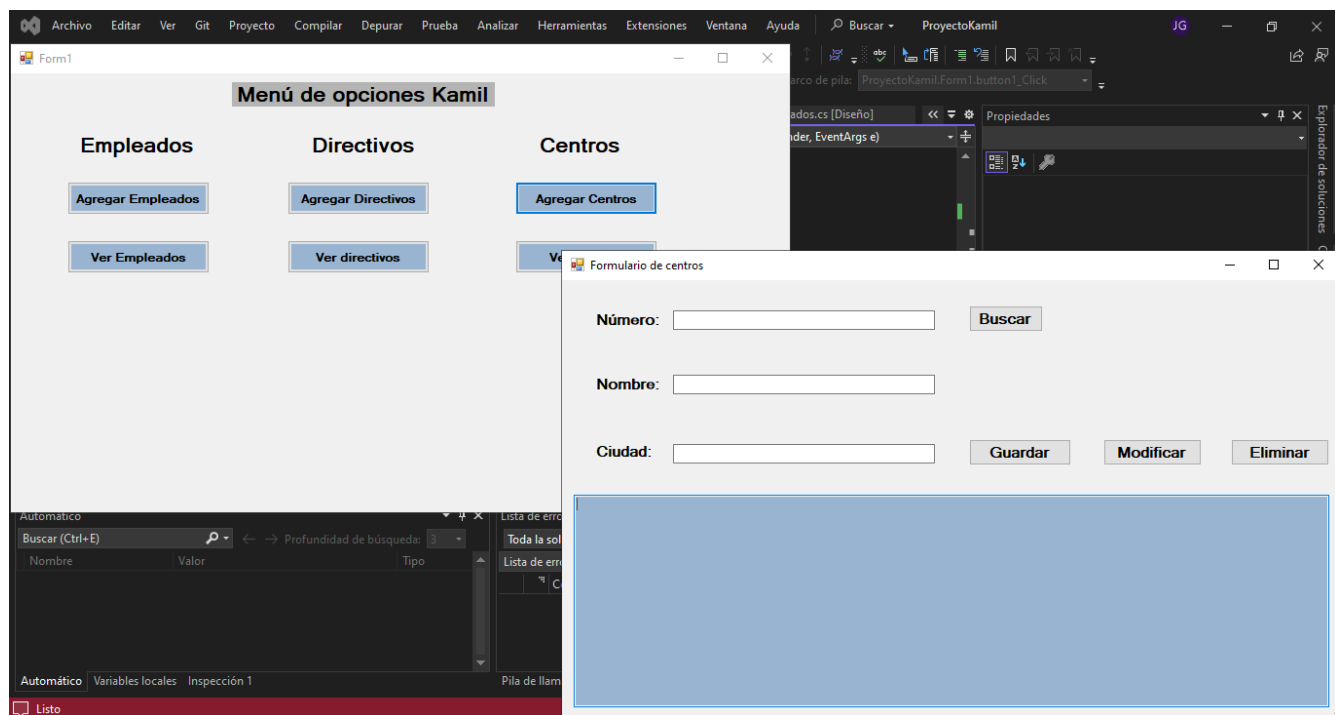 Archivo Editar Ver Git Proyecto Compilar Depurar Prueba Analizar Herramientas Extensiones Ventana Ayuda Buscar ProyectoKamil JG
Form1
arco de pila: ProyectoKamil.Form1.button1_Click
Menú de opciones Kamil
ados.cs [Diseño]
Propiedades
nder, EventArgs e)
Explorador de soluciones
Empleados Directivos Centros
Agregar Empleados Agregar Directivos Agregar Centros
Ver Empleados Ver directivos Ve
Formulario de centros
Número: Buscar
Nombre:
Ciudad: Guardar Modificar Eliminar
Automático
Lista de erro
Buscar (Ctrl+E) Profundidad de búsqueda: 3
Toda la sol
Nombre Valor Tipo
Lista de erro
Automático Variables locales Inspección 1
Pila de llam
Listo